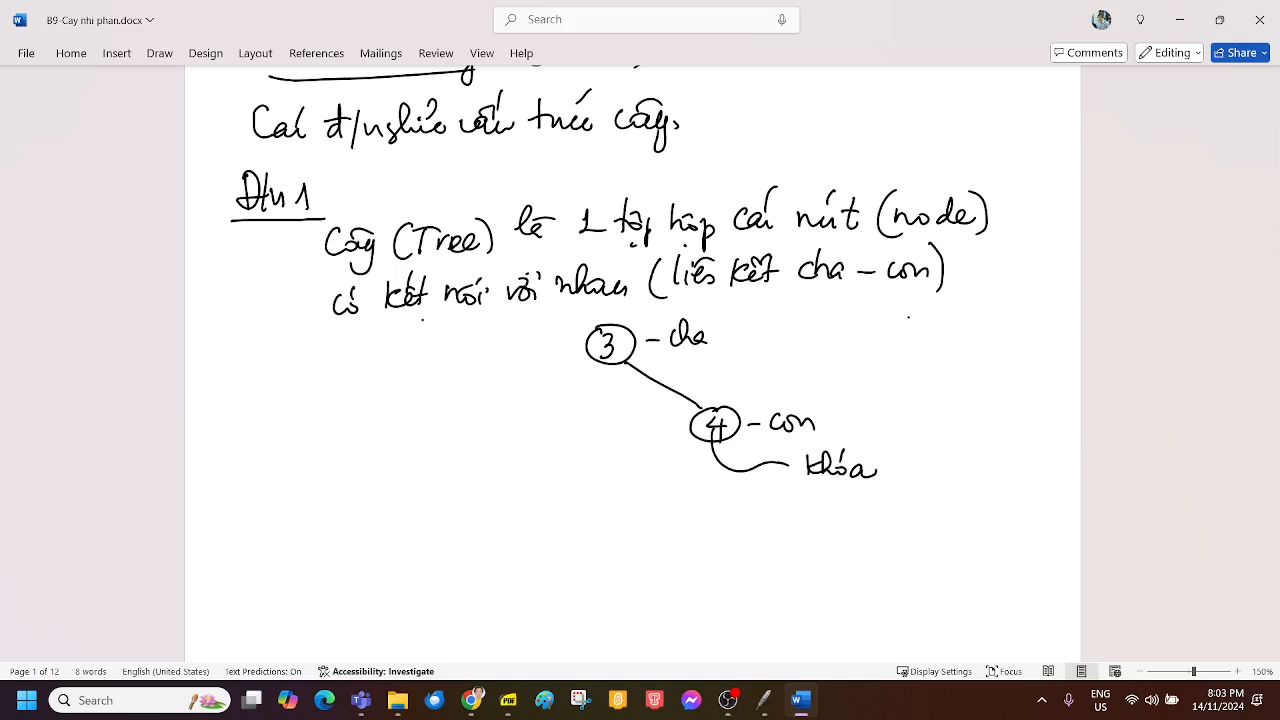 B9-Cay nhi phan.docx
Search
File Home Insert Draw Design Layout References Mailings Review View Help
Comments Editing Share
Các đ/nghĩa cấu trúc cây.
Đ/n 1
Cây (Tree) là 1 tập hợp các nút (node)
có kết nối với nhau (liên kết cha - con)
3 - cha
4 - con
khóa
Page 1 of 12 8 words English (United States) Text Predictions: On Accessibility: Investigate Display Settings Focus 150%
Search PDF ENG US 8:03 PM 14/11/2024